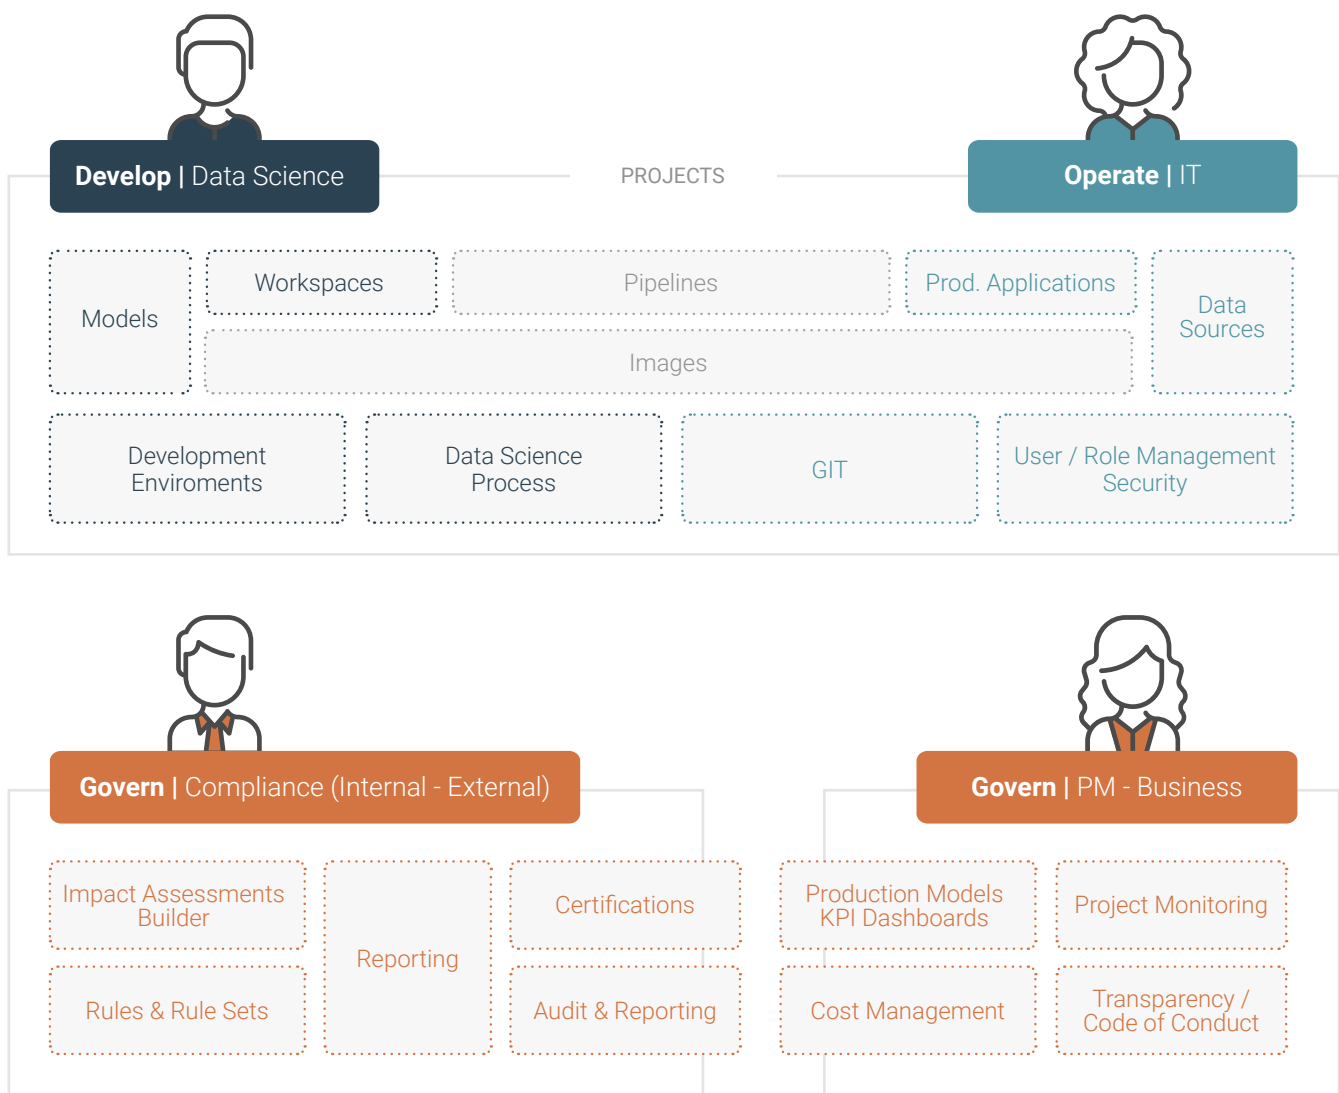 Develop | Data Science
PROJECTS
Operate | IT
Models
Workspaces
Pipelines
Prod. Applications
Data
Sources
Images
Development
Enviroments
Data Science
Process
GIT
User / Role Management
Security
Govern | Compliance (Internal - External)
Govern | PM - Business
Impact Assessments
Builder
Reporting
Certifications
Rules & Rule Sets
Audit & Reporting
Production Models
KPI Dashboards
Project Monitoring
Cost Management
Transparency /
Code of Conduct